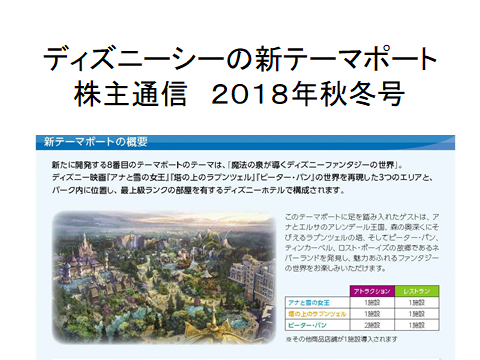 ディズニーシーの新テーマポート
株主通信 2018年秋冬号
新テーマポートの概要
新たに開発する8番目のテーマポートのテーマは、『魔法の泉が導くディズニーファンタジーの世界』。
ディズニー映画『アナと雪の女王』『塔の上のラプンツェル』『ピーター・パン』の世界を再現した3つのエリアと、
パーク内に位置し、最上級ランクの部屋を有するディズニーホテルで構成されます。
このテーマポートに足を踏み入れたゲストは、ア
ナとエルサのアレンデール王国、森の奥深くにそ
びえるラプンツェルの塔、そしてピーター・パン、
ティンカーベル、ロスト・ボーイズの故郷であるネ
バーランドを発見し、魅力あふれるファンタジー
の世界をお楽しみいただけます。
アトラクション レストラン
アナと雪の女王 1施設 1施設
塔の上のラプンツェル 1施設 1施設
ピーター・パン 2施設 1施設
※その他商品店舗が1施設導入されます